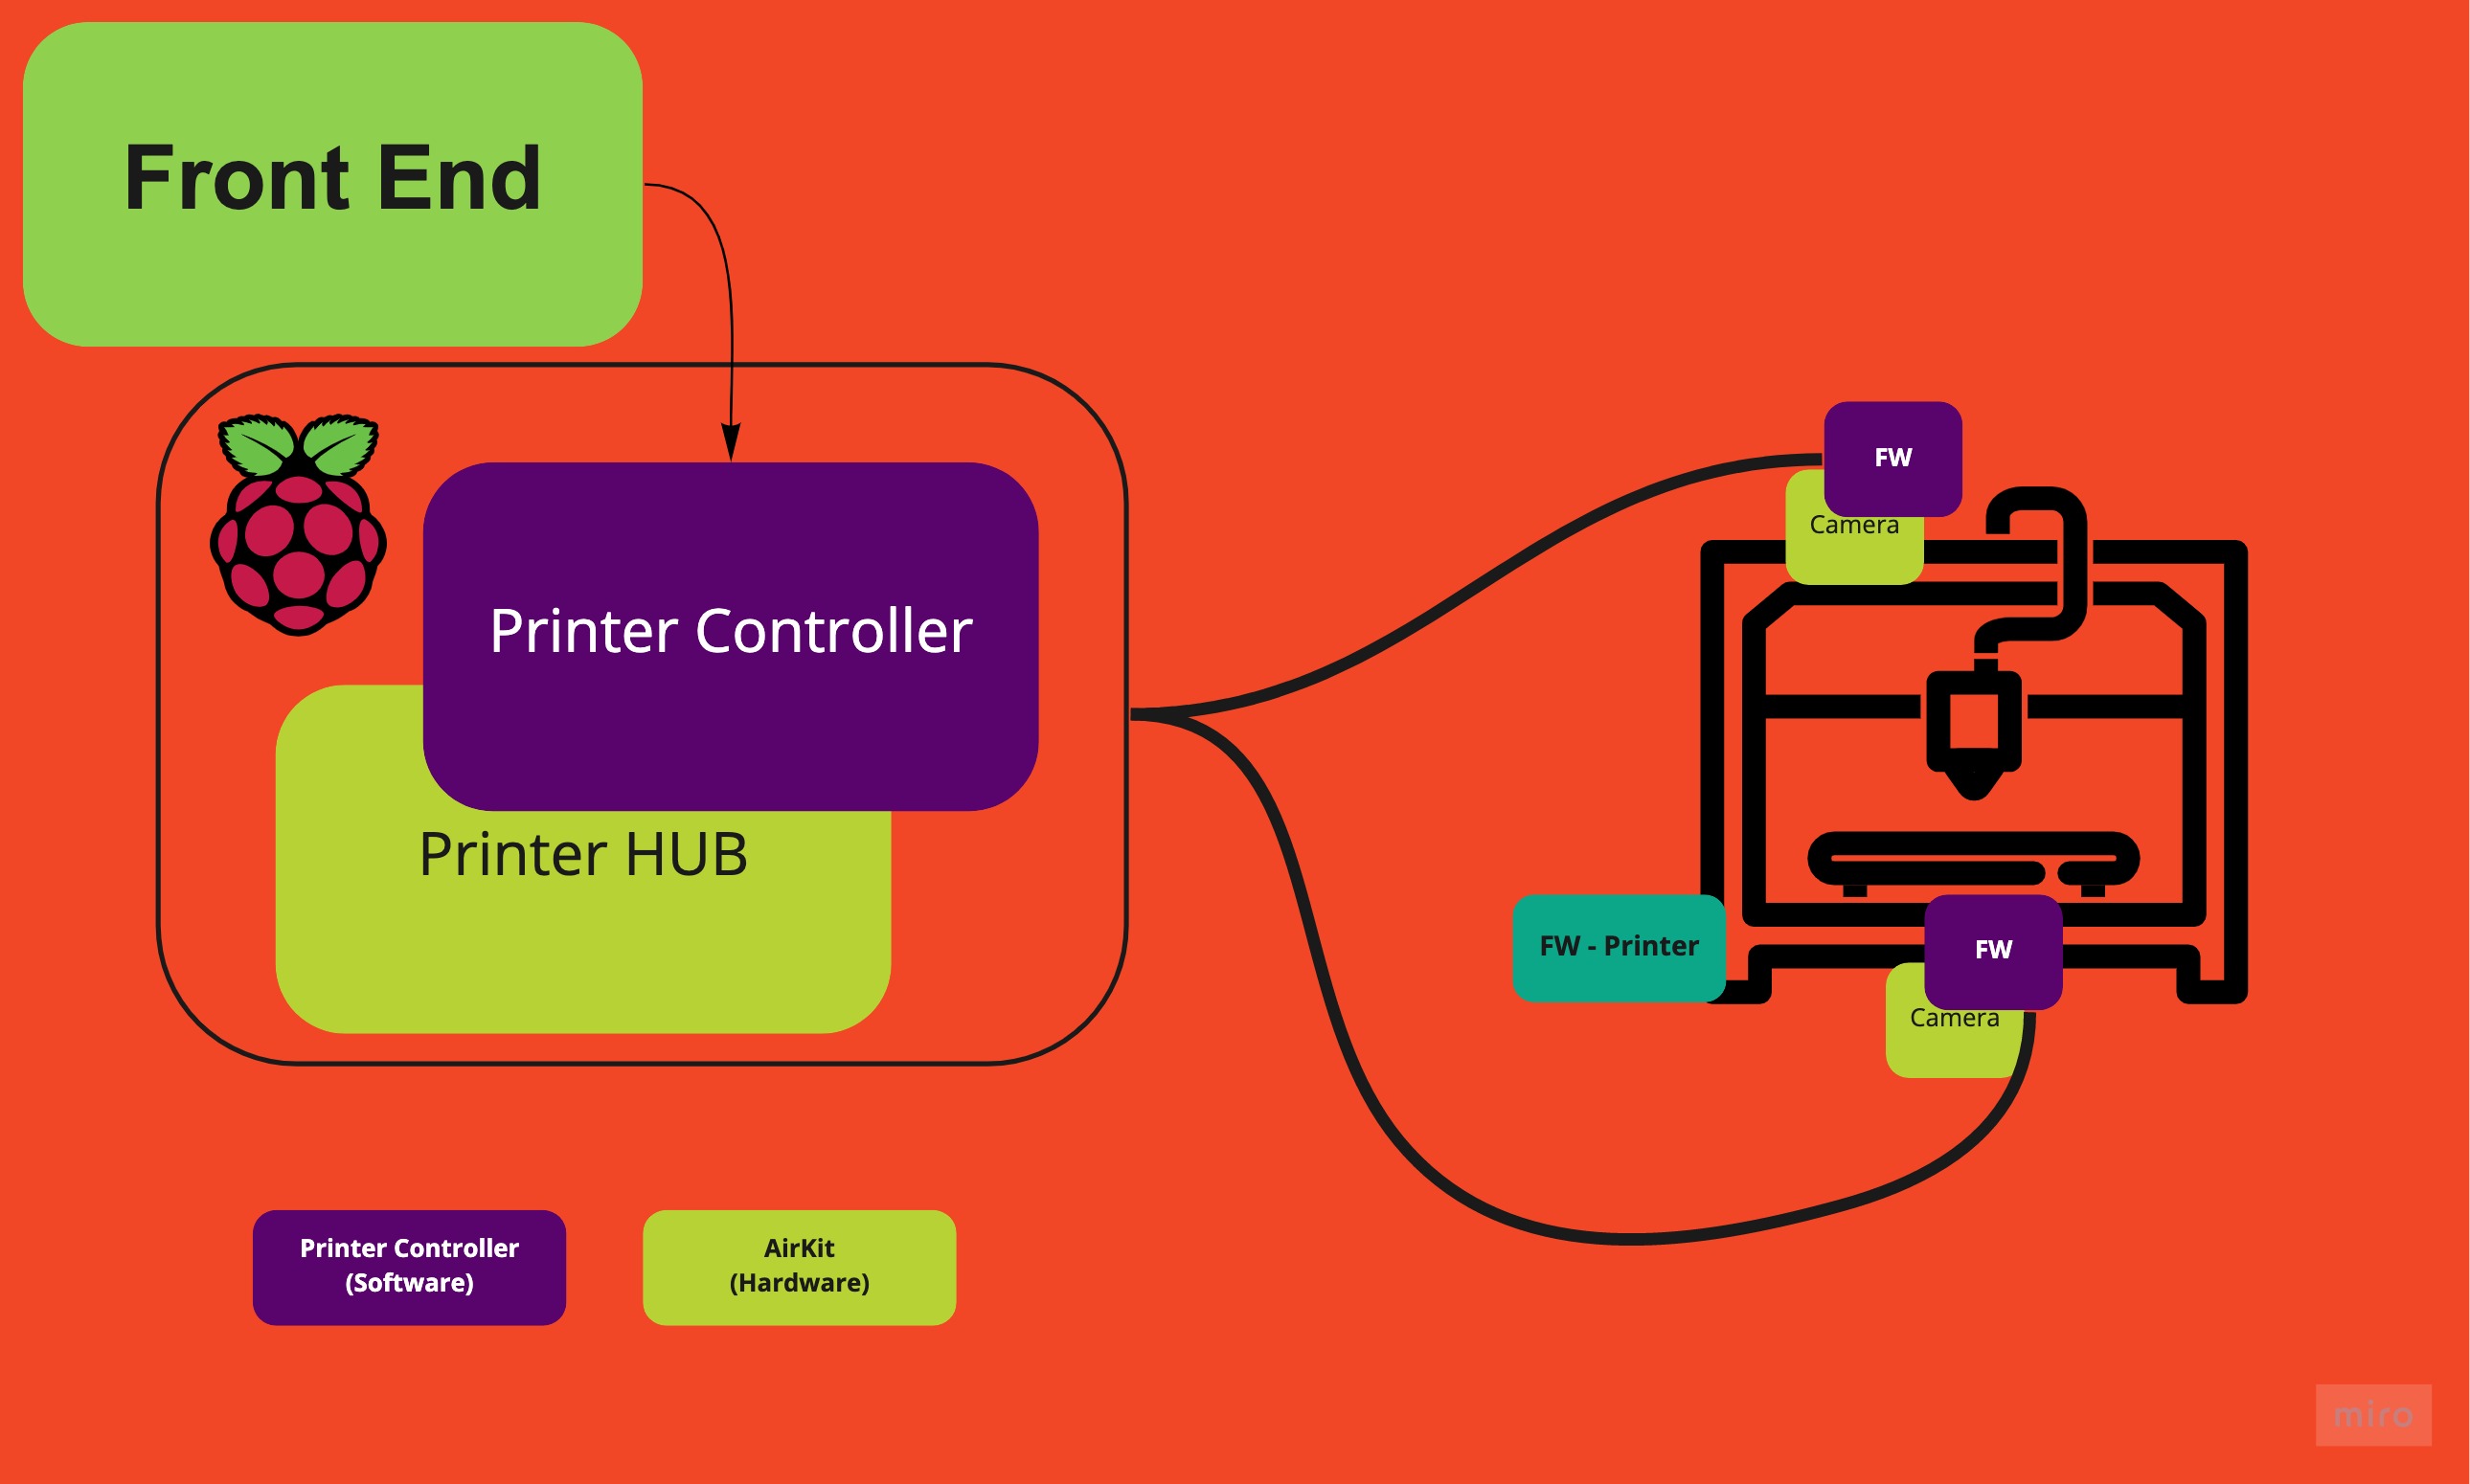 Front End
Printer Controller
Printer HUB
FW
Camera
FW - Printer
FW
Camera
Printer Controller
(Software)
AirKit
(Hardware)
miro